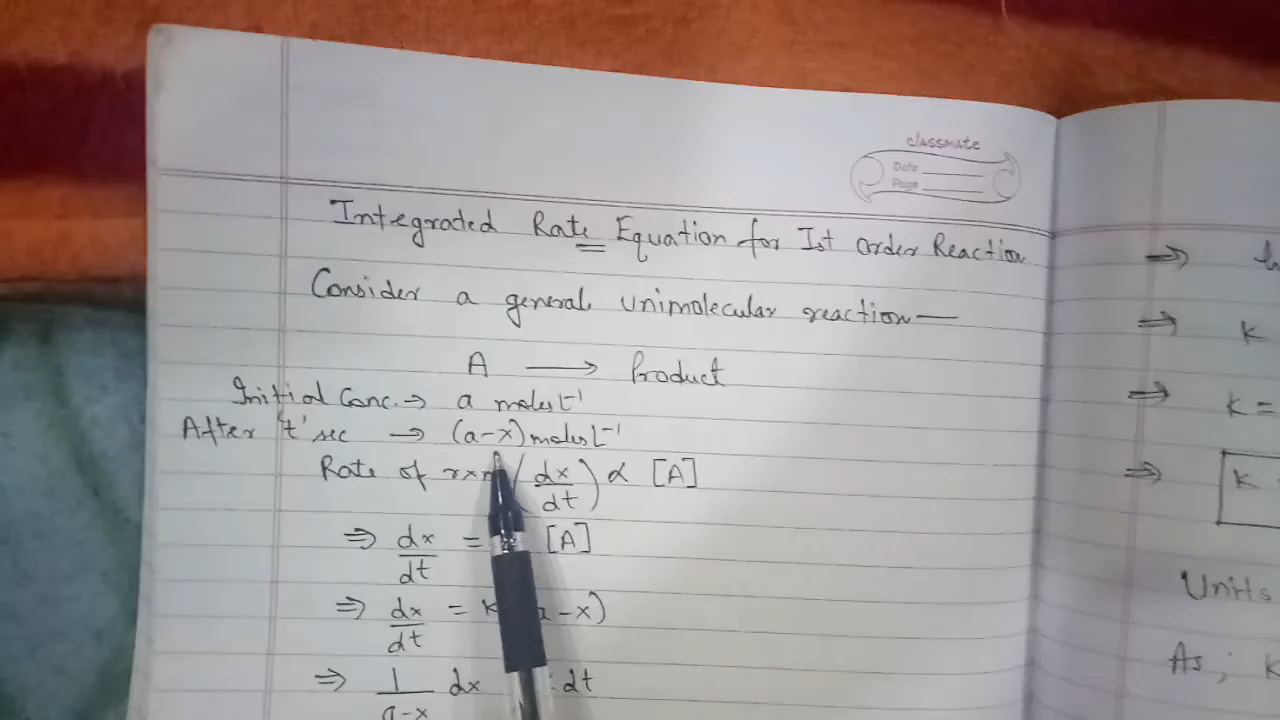 classmate
Date
Page
Integrated Rate Equation for Ist Order Reaction
Consider a general unimolecular reaction—
A → Product
Initial Conc. → a moles L⁻¹
After 't' sec → (a-x) moles L⁻¹
Rate of rxn (dx/dt) ∝ [A]
⇒ dx/dt = [A]
⇒ dx/dt = K -x)
⇒ 1/a-x dx dt
⇒
⇒ K
⇒ K =
⇒ K
Units
As; K